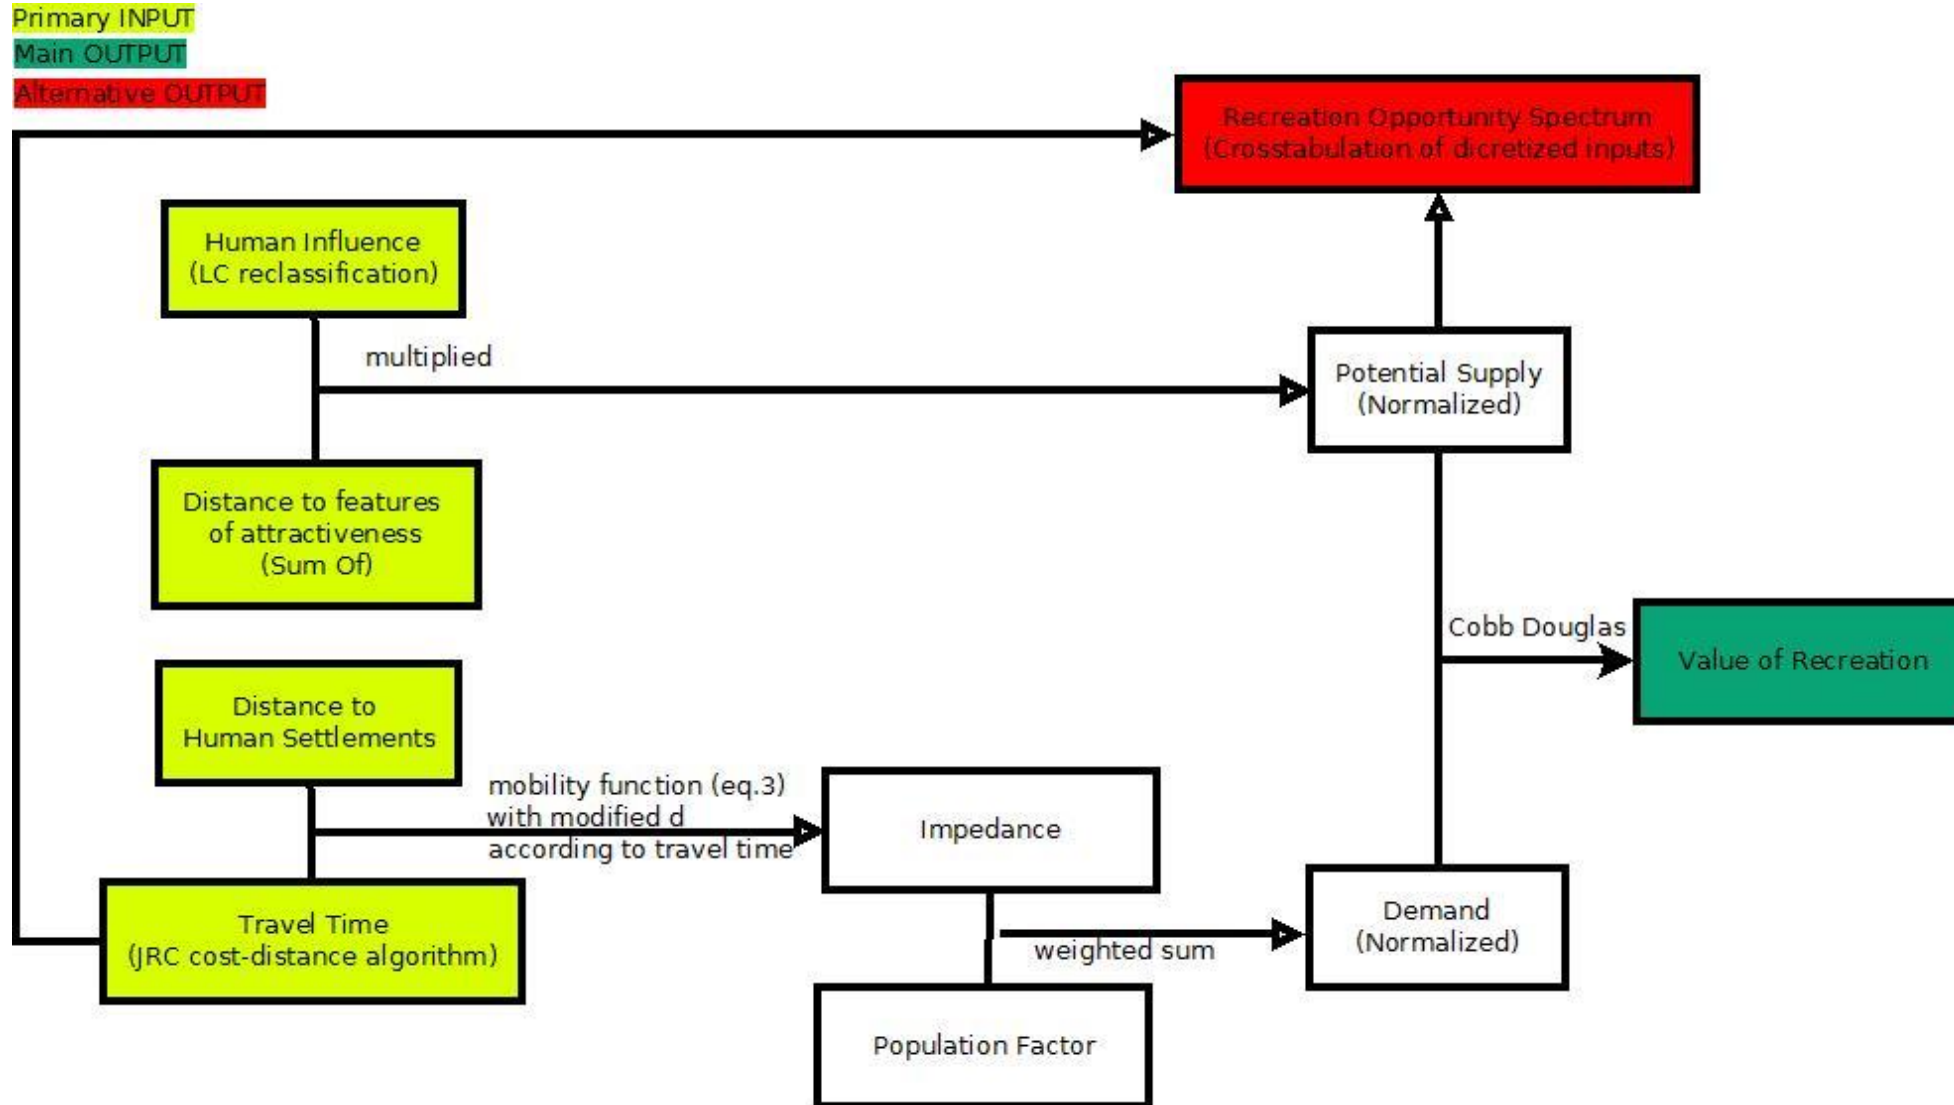 Primary INPUT
Main OUTPUT
Alternative OUTPUT
Recreation Opportunity Spectrum
(Crosstabulation of dicretized inputs)
Human Influence
(LC reclassification)
multiplied
Potential Supply
(Normalized)
Distance to features
of attractiveness
(Sum Of)
Cobb Douglas
Value of Recreation
Distance to
Human Settlements
mobility function (eq.3)
with modified d
according to travel time
Impedance
Travel Time
(JRC cost-distance algorithm)
weighted sum
Demand
(Normalized)
Population Factor